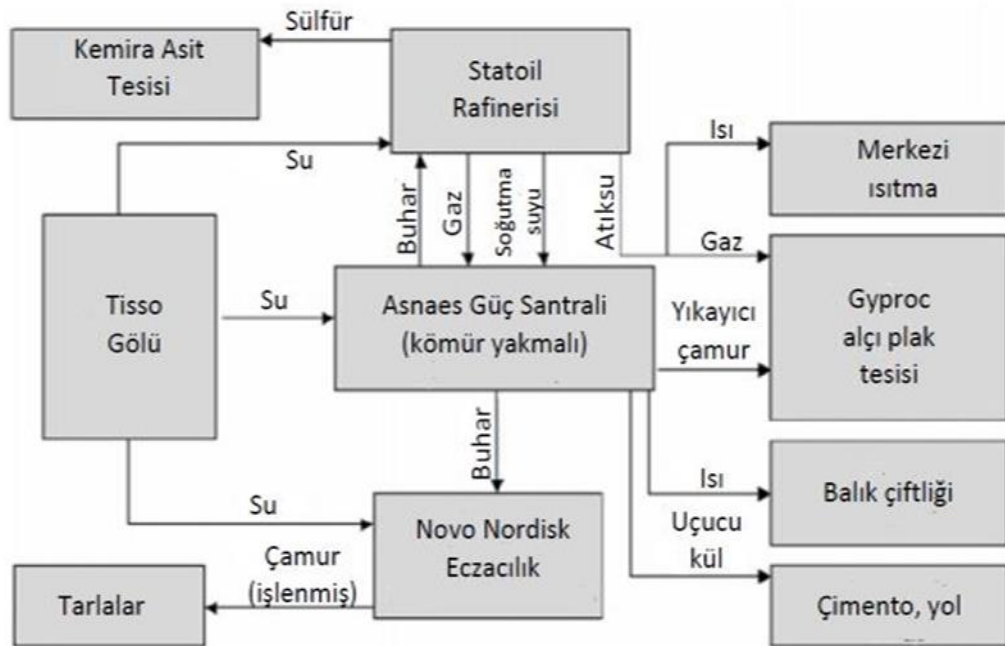 Sülfür
Kemira Asit
Tesisi
Statoil
Rafinerisi
Su
Isı
Merkezi
ısıtma
Buhar
Gaz
Soğutma
suyu
Atıksu
Gaz
Tisso
Gölü
Su
Asnaes Güç Santrali
(kömür yakmalı)
Yıkayıcı
çamur
Gyproc
alçı plak
tesisi
Buhar
Isı
Balık çiftliği
Su
Novo Nordisk
Eczacılık
Uçucu
kül
Çamur
(işlenmiş)
Tarlalar
Çimento, yol